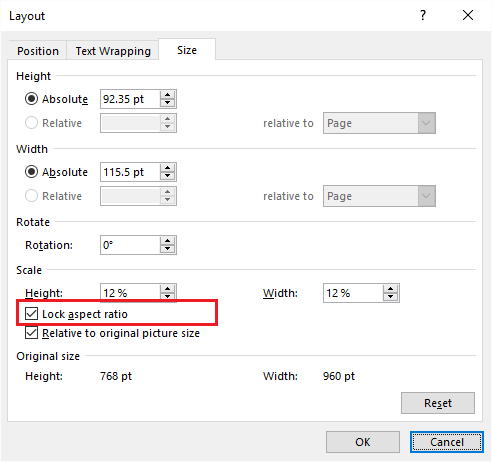 Layout ? ×
Position Text Wrapping Size
Height
Absolute 92.35 pt
Relative relative to Page
Width
Absolute 115.5 pt
Relative relative to Page
Rotate
Rotation: 0°
Scale
Height: 12 % Width: 12 %
Lock aspect ratio
Relative to original picture size
Original size
Height: 768 pt Width: 960 pt
Reset
OK Cancel